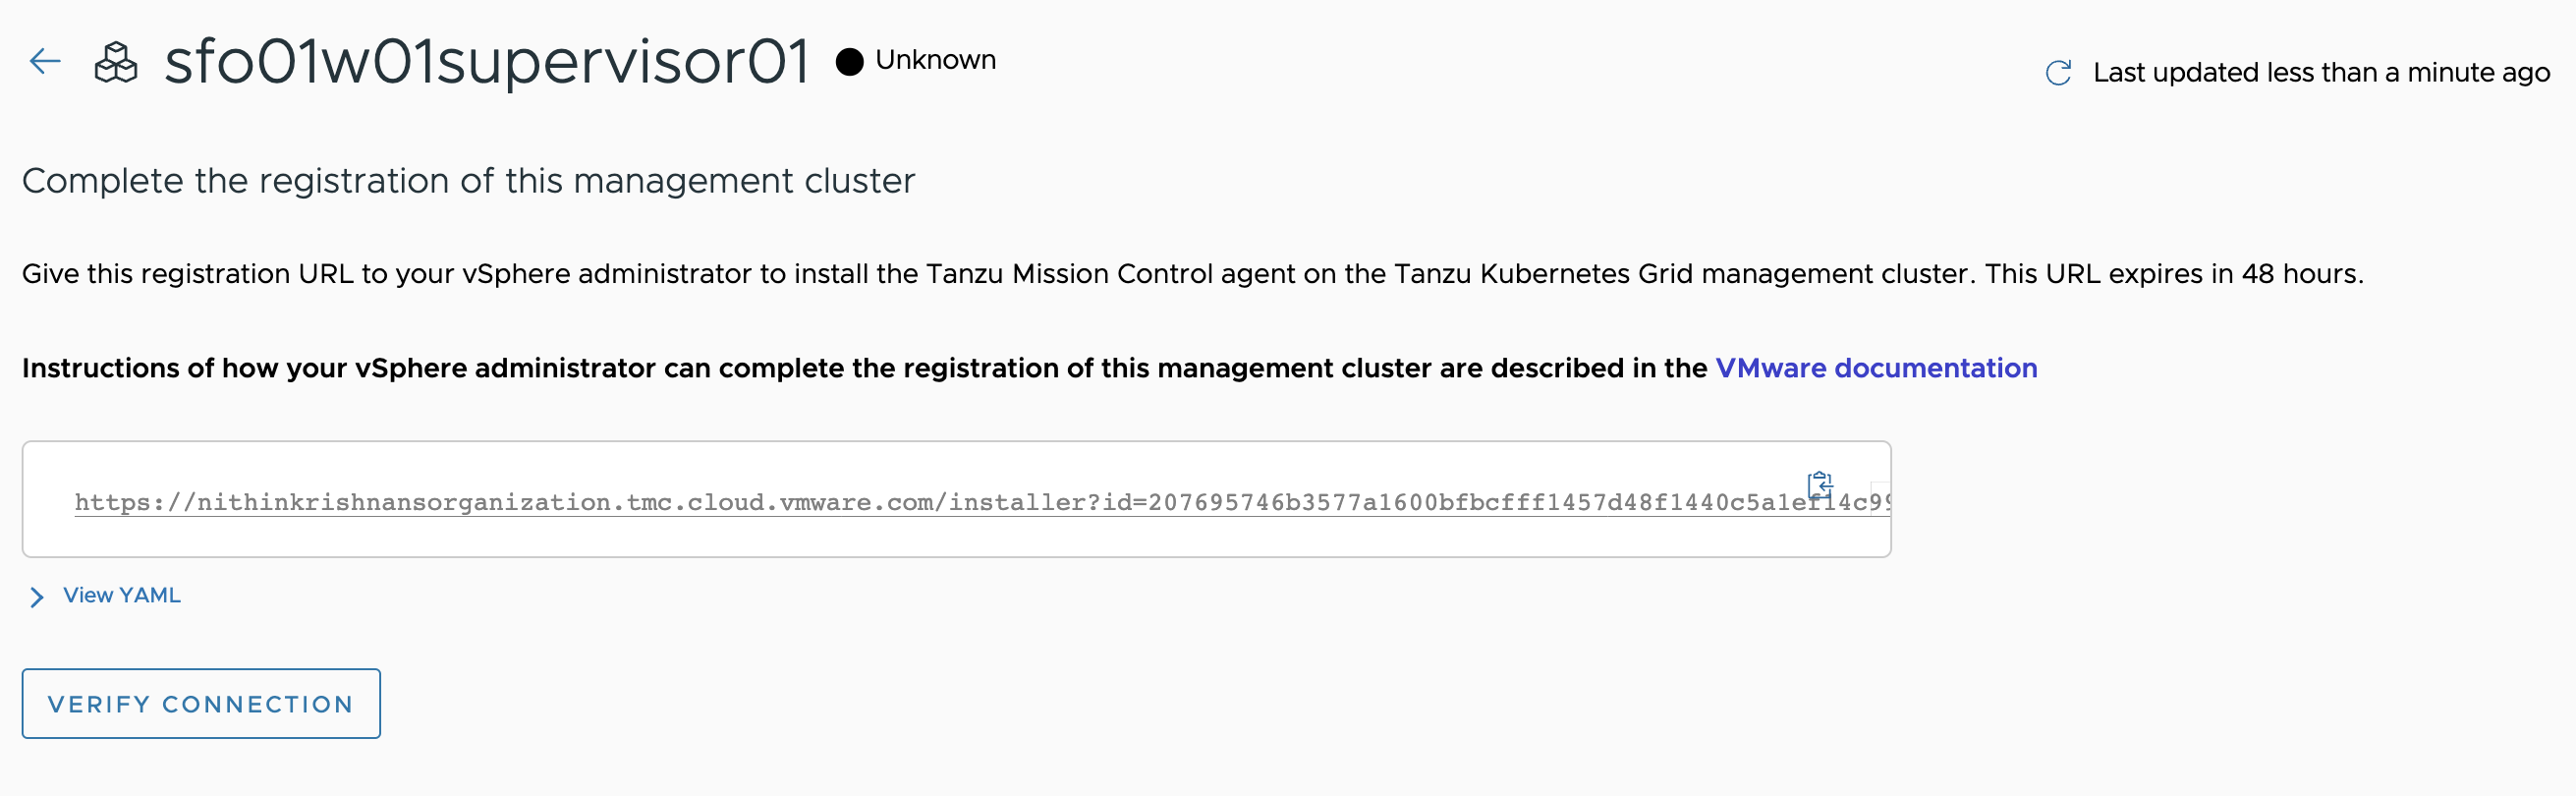 sfo01w01supervisor01 Unknown
Last updated less than a minute ago
Complete the registration of this management cluster
Give this registration URL to your vSphere administrator to install the Tanzu Mission Control agent on the Tanzu Kubernetes Grid management cluster. This URL expires in 48 hours.
Instructions of how your vSphere administrator can complete the registration of this management cluster are described in the VMware documentation
https://nithinkrishnansorganization.tmc.cloud.vmware.com/installer?id=207695746b3577a1600bfbcfff1457d48f1440c5a1ef14c99
View YAML
VERIFY CONNECTION